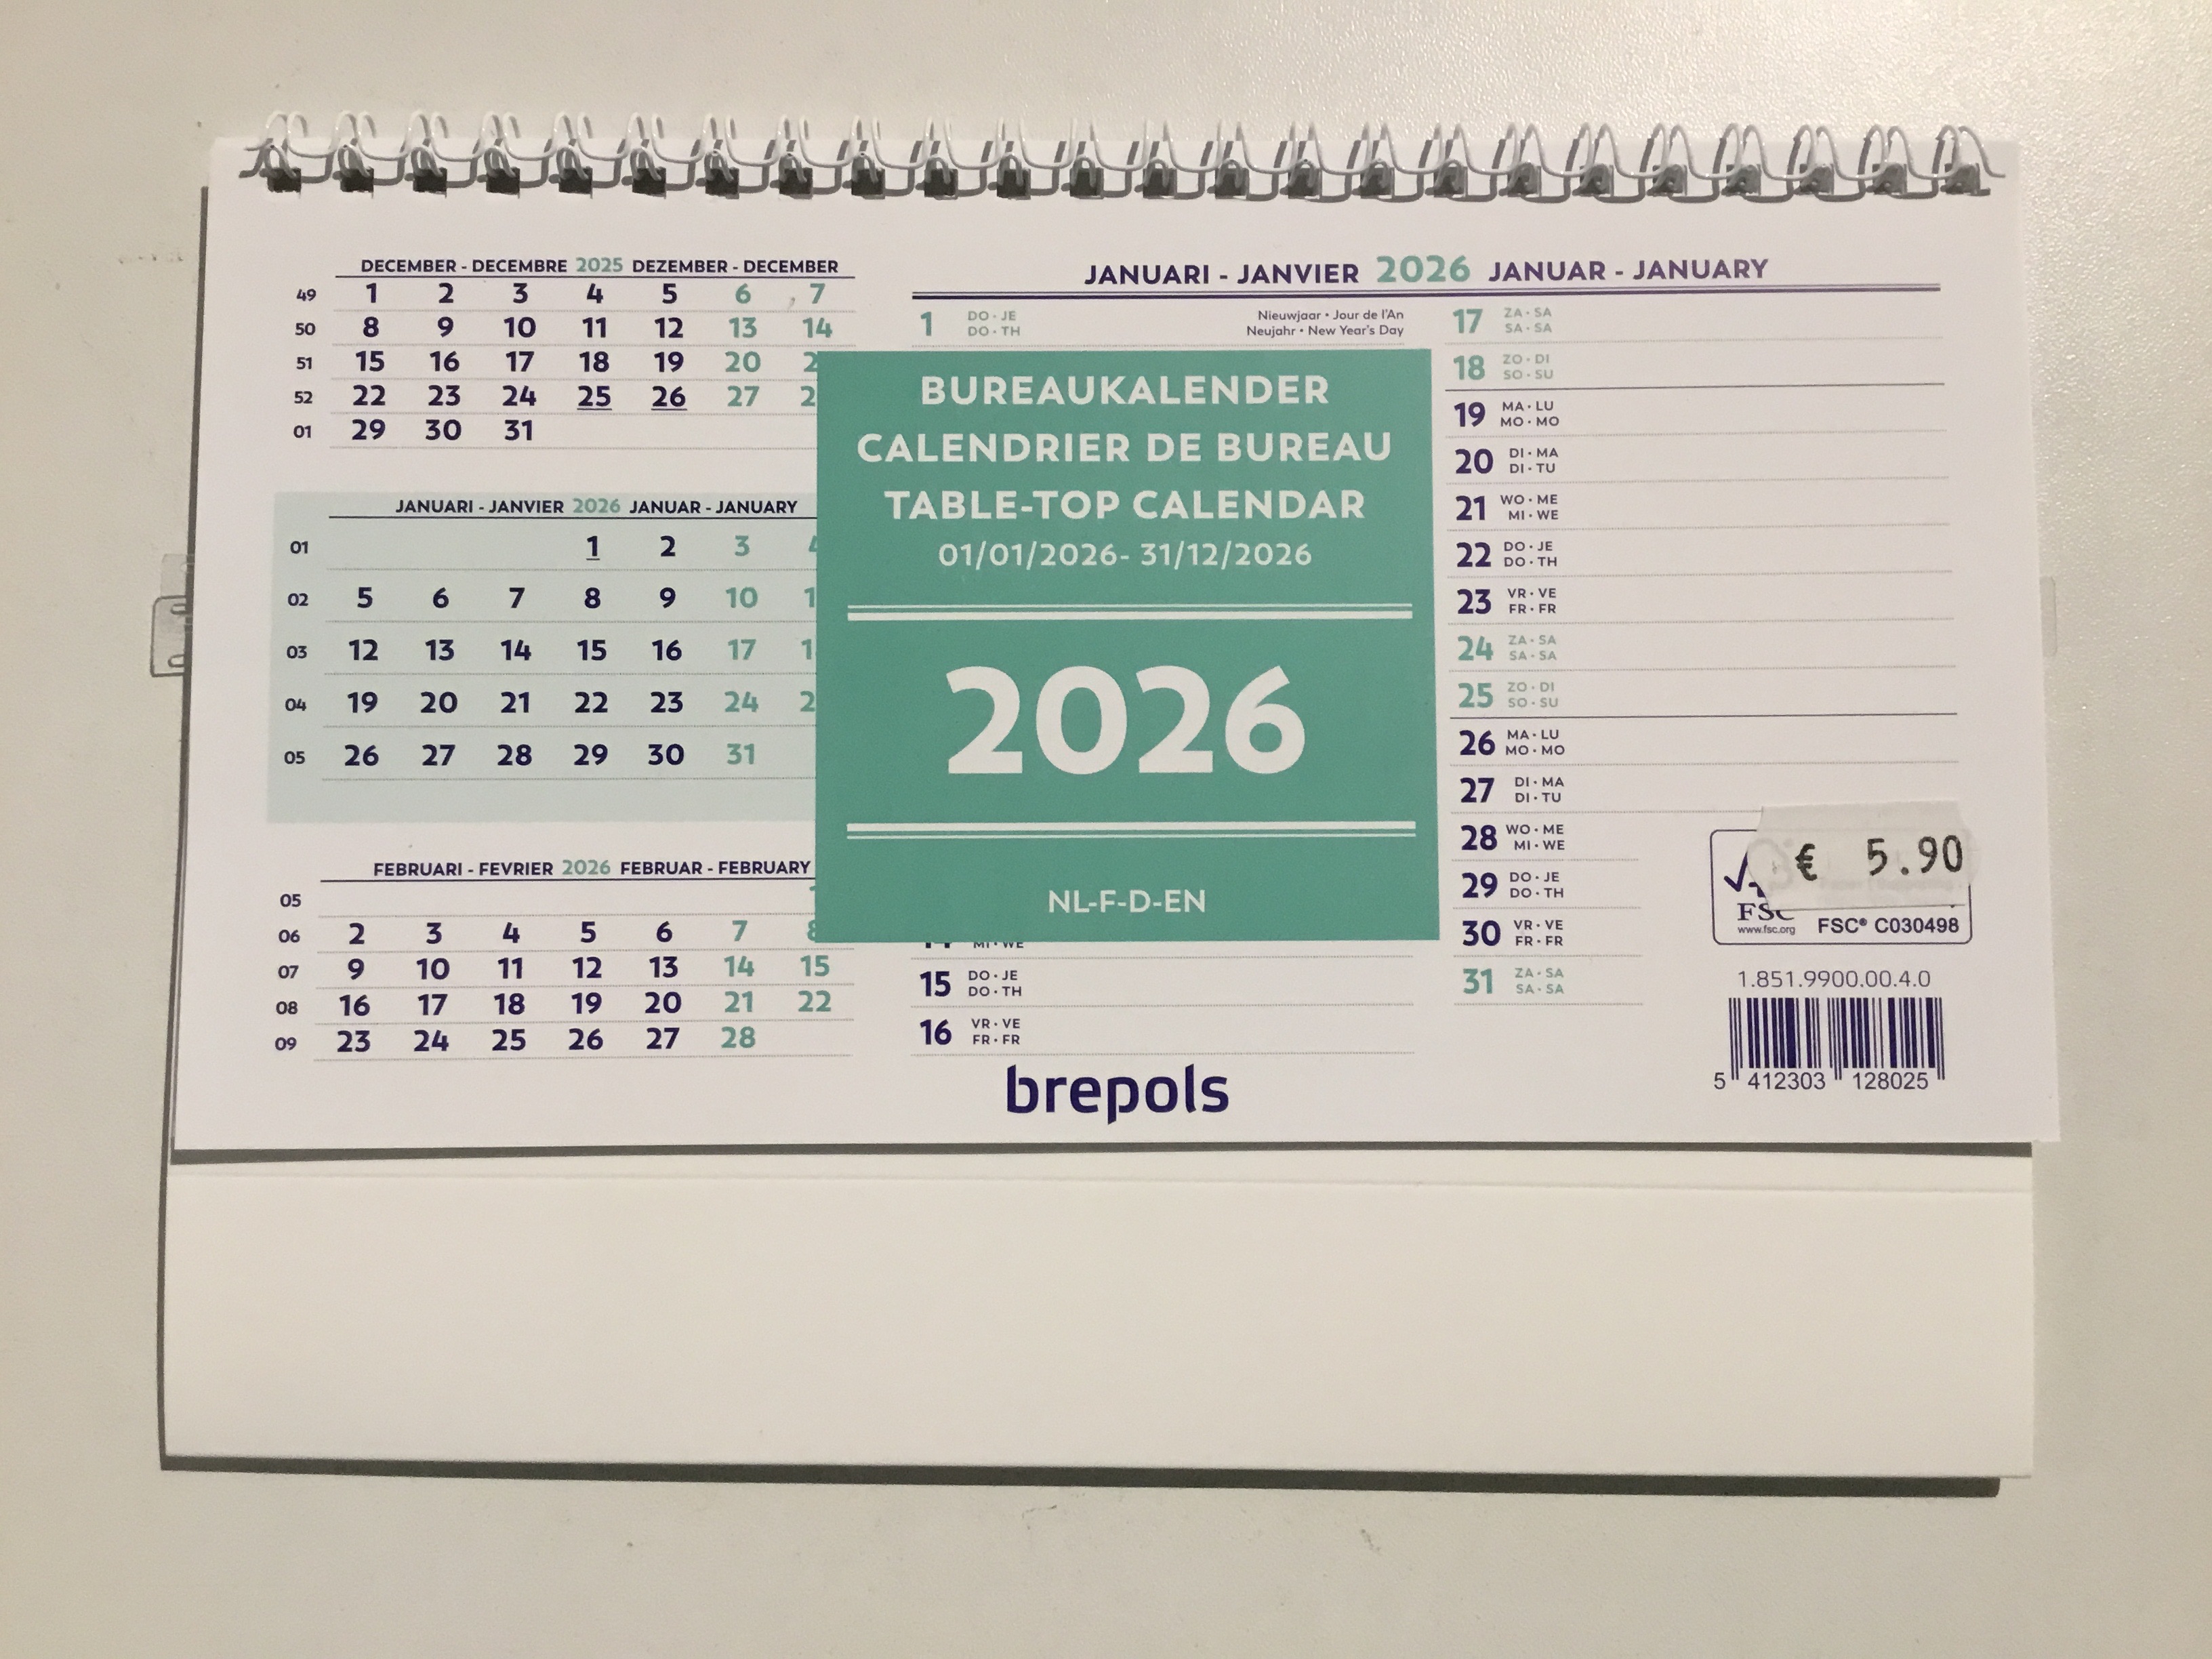 DECEMBER - DECEMBRE 2025 DEZEMBER - DECEMBER
49 1 2 3 4 5 6 7
50 8 9 10 11 12 13 14
51 15 16 17 18 19 20
52 22 23 24 25 26 27
01 29 30 31
JANUARI - JANVIER 2026 JANUAR - JANUARY
01 1 2 3
02 5 6 7 8 9 10
03 12 13 14 15 16 17
04 19 20 21 22 23 24
05 26 27 28 29 30 31
FEBRUARI - FEVRIER 2026 FEBRUAR - FEBRUARY
05
06 2 3 4 5 6 7
07 9 10 11 12 13 14 15
08 16 17 18 19 20 21 22
09 23 24 25 26 27 28
JANUARI - JANVIER 2026 JANUAR - JANUARY
1 DO · JE Nieuwjaar • Jour de l'An
DO · TH Neujahr • New Year's Day
BUREAUKALENDER
CALENDRIER DE BUREAU
TABLE-TOP CALENDAR
01/01/2026- 31/12/2026
2026
NL-F-D-EN
MI · WE
15 DO · JE
DO · TH
16 VR · VE
FR · FR
17 ZA · SA
SA · SA
18 ZO · DI
SO · SU
19 MA · LU
MO · MO
20 DI · MA
DI · TU
21 WO · ME
MI · WE
22 DO · JE
DO · TH
23 VR · VE
FR · FR
24 ZA · SA
SA · SA
25 ZO · DI
SO · SU
26 MA · LU
MO · MO
27 DI · MA
DI · TU
28 WO · ME
MI · WE
29 DO · JE
DO · TH
30 VR · VE
FR · FR
31 ZA · SA
SA · SA
€ 5.90
FSC
www.fsc.org FSC® C030498
1.851.9900.00.4.0
5 412303 128025
brepols